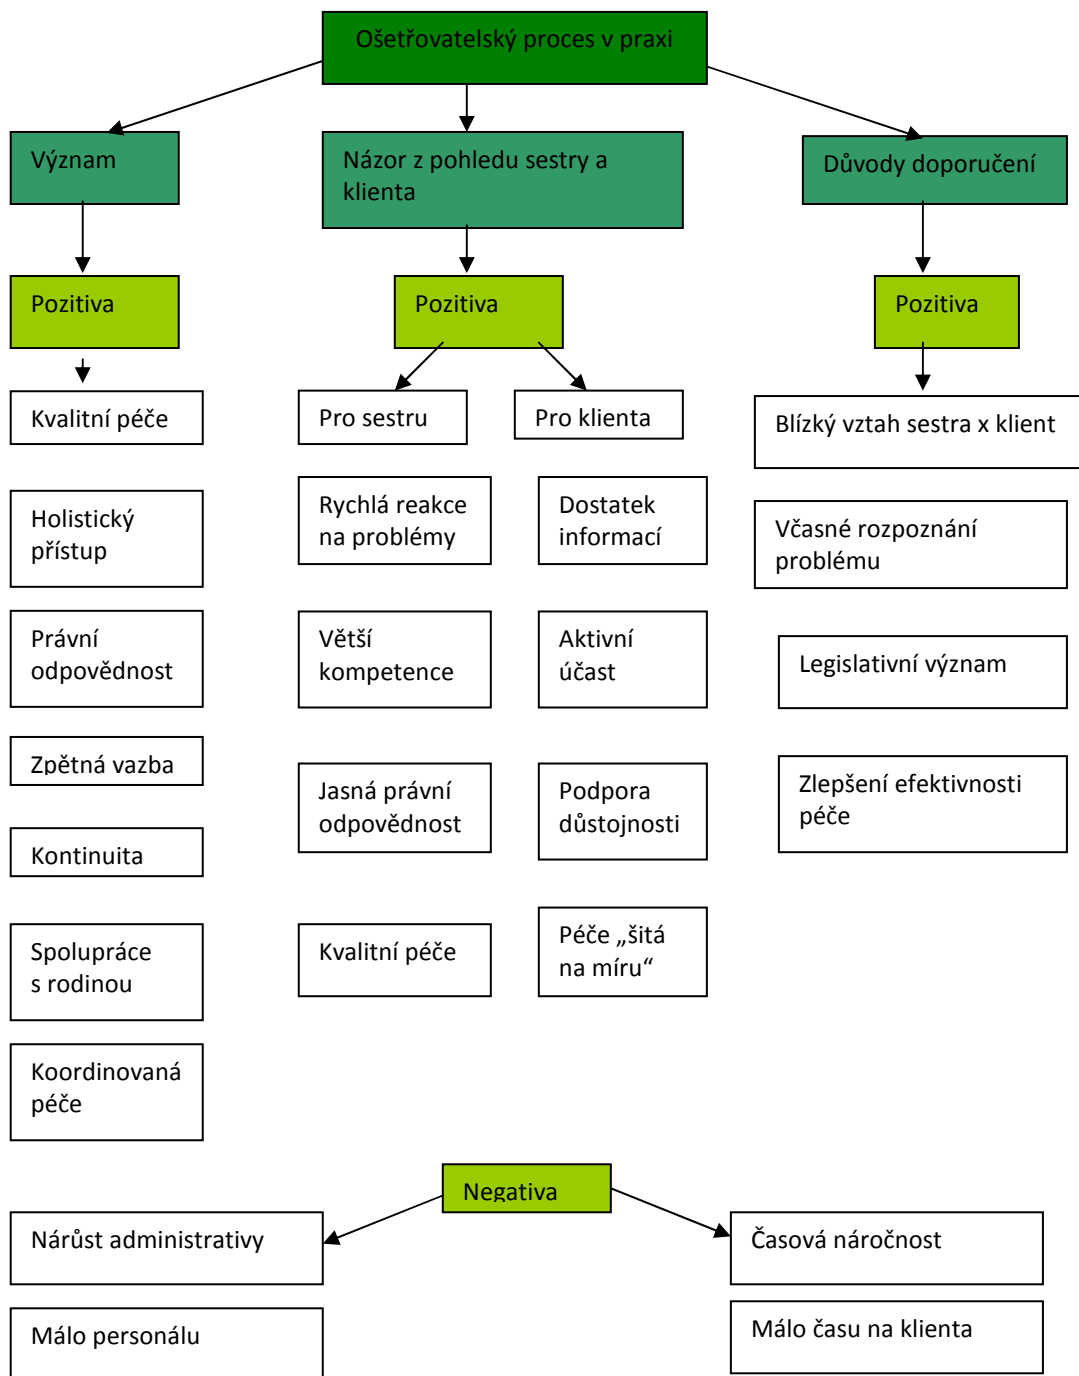 Ošetřovatelský proces v praxi
Význam
Názor z pohledu sestry a
klienta
Důvody doporučení
Pozitiva
Pozitiva
Pozitiva
Kvalitní péče
Pro sestru
Pro klienta
Blízký vztah sestra x klient
Holistický
přístup
Rychlá reakce
na problémy
Dostatek
informací
Včasné rozpoznání
problému
Právní
odpovědnost
Větší
kompetence
Aktivní
účast
Legislativní význam
Zpětná vazba
Jasná právní
odpovědnost
Podpora
důstojnosti
Zlepšení efektivnosti
péče
Kontinuita
Spolupráce
s rodinou
Kvalitní péče
Péče „šitá
na míru“
Koordinovaná
péče
Negativa
Nárůst administrativy
Časová náročnost
Málo personálu
Málo času na klienta